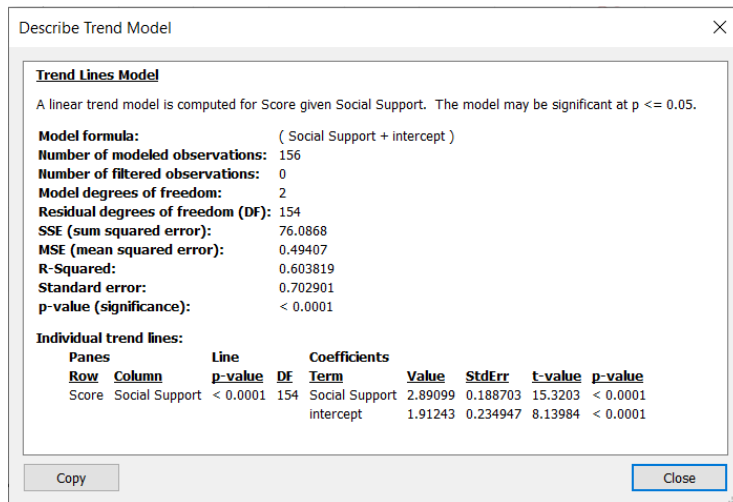 Describe Trend Model
Trend Lines Model
A linear trend model is computed for Score given Social Support.  The model may be significant at p <= 0.05.
Model formula: ( Social Support + intercept )
Number of modeled observations: 156
Number of filtered observations: 0
Model degrees of freedom: 2
Residual degrees of freedom (DF): 154
SSE (sum squared error): 76.0868
MSE (mean squared error): 0.49407
R-Squared: 0.603819
Standard error: 0.702901
p-value (significance): < 0.0001
Individual trend lines:
Panes Line Coefficients
Row Column p-value DF Term Value StdErr t-value p-value
Score Social Support < 0.0001 154 Social Support 2.89099 0.188703 15.3203 < 0.0001
intercept 1.91243 0.234947 8.13984 < 0.0001
Copy Close